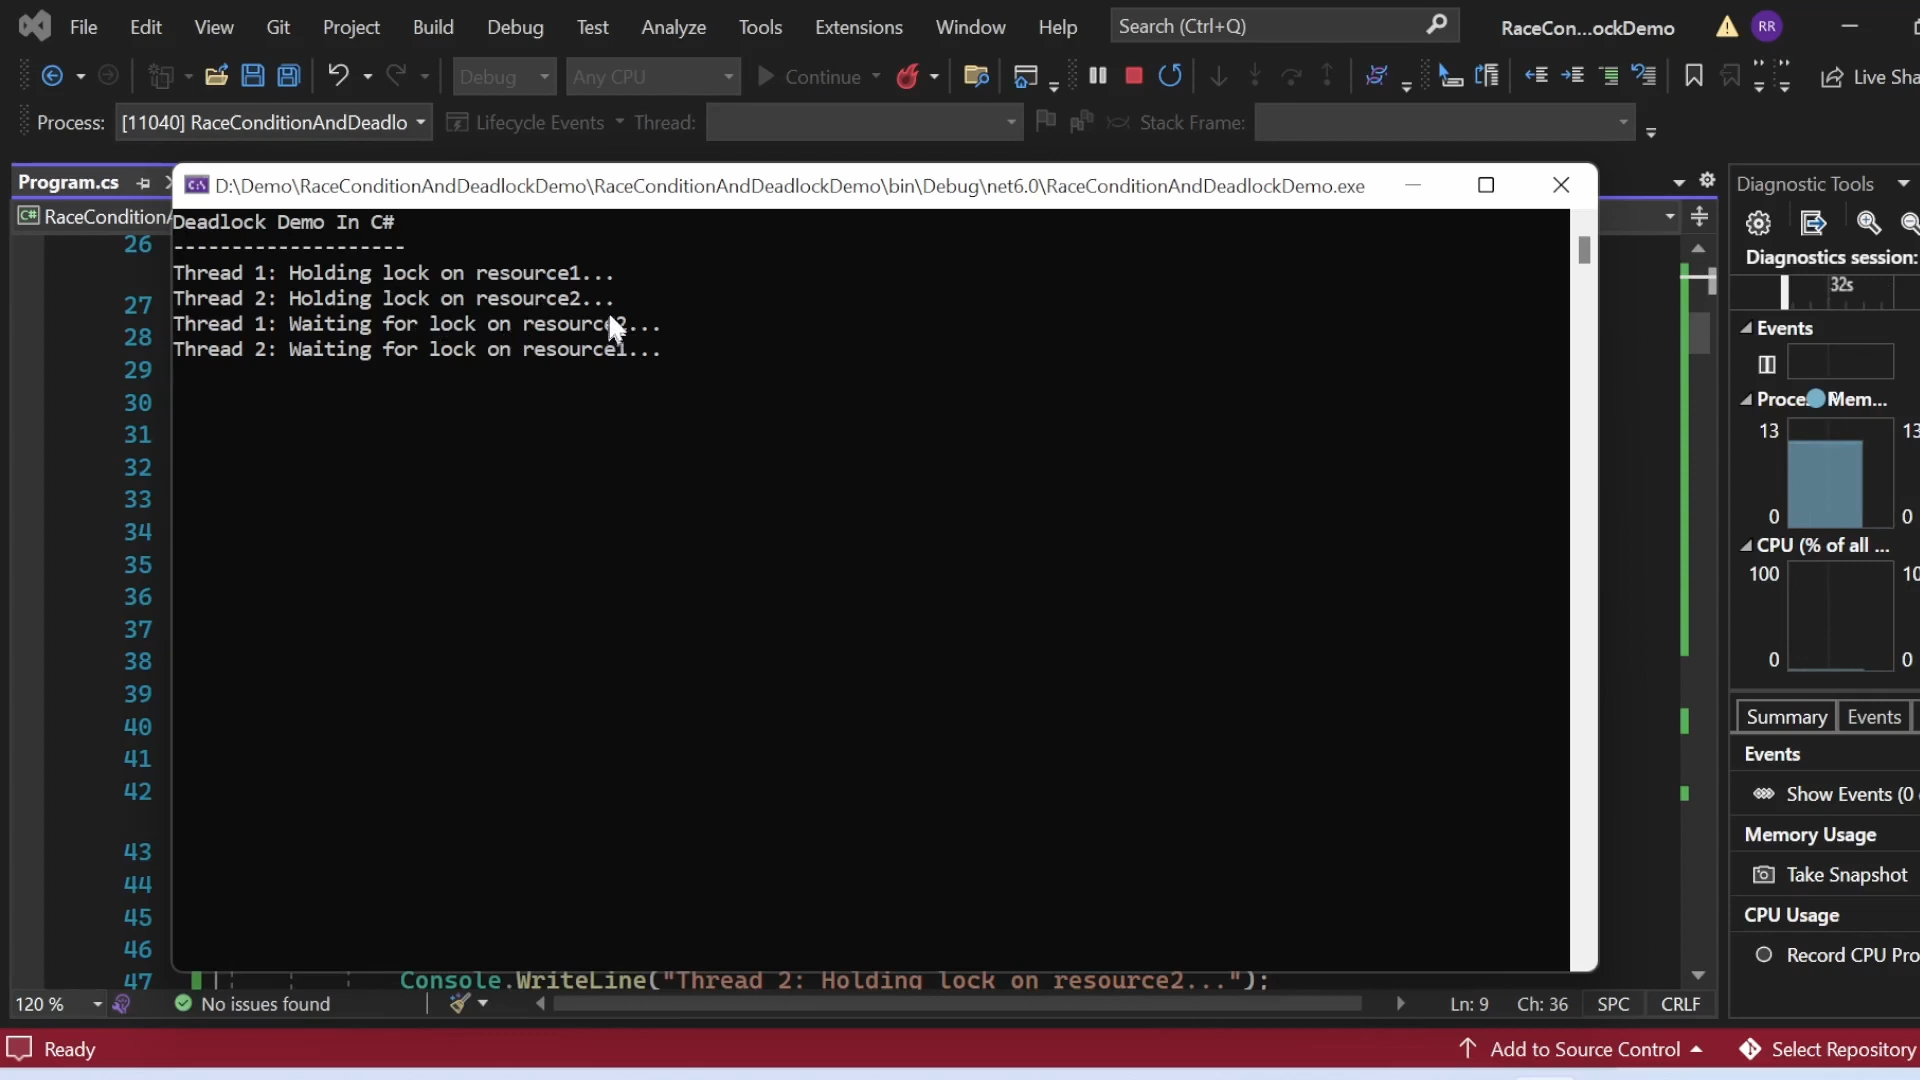 File Edit View Git Project Build Debug Test Analyze Tools Extensions Window Help Search (Ctrl+Q) RaceCon...ockDemo RR
Debug Any CPU Continue Live Sha
Process: [11040] RaceConditionAndDeadlo Lifecycle Events Thread: Stack Frame:
Program.cs
D:\Demo\RaceConditionAndDeadlockDemo\RaceConditionAndDeadlockDemo\bin\Debug\net6.0\RaceConditionAndDeadlockDemo.exe
Diagnostic Tools
C# RaceConditionA
Deadlock Demo In C#
--------------------
Thread 1: Holding lock on resource1...
Thread 2: Holding lock on resource2...
Thread 1: Waiting for lock on resource2...
Thread 2: Waiting for lock on resource1...
26
27
28
29
30
31
32
33
34
35
36
37
38
39
40
41
42
43
44
45
46
47 Console.WriteLine("Thread 2: Holding lock on resource2...");
Diagnostics session:
32s
Events
Proce... Mem...
13 13
0 0
CPU (% of all ...
100 10
0 0
Summary Events
Events
Show Events (0
Memory Usage
Take Snapshot
CPU Usage
Record CPU Pro
120 % No issues found Ln: 9 Ch: 36 SPC CRLF
Ready Add to Source Control Select Repository